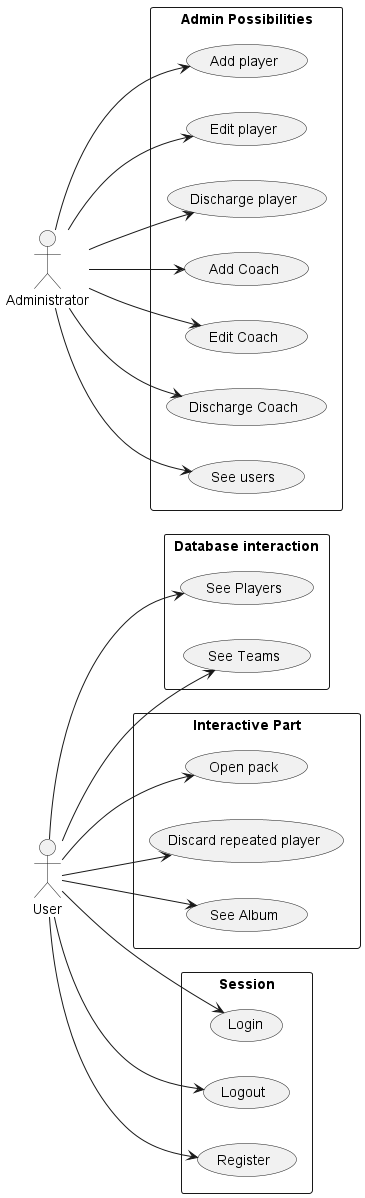 Admin Possibilities
Add player
Edit player
Discharge player
Add Coach
Edit Coach
Discharge Coach
See users
Administrator
Database interaction
See Players
See Teams
Interactive Part
Open pack
Discard repeated player
See Album
User
Session
Login
Logout
Register